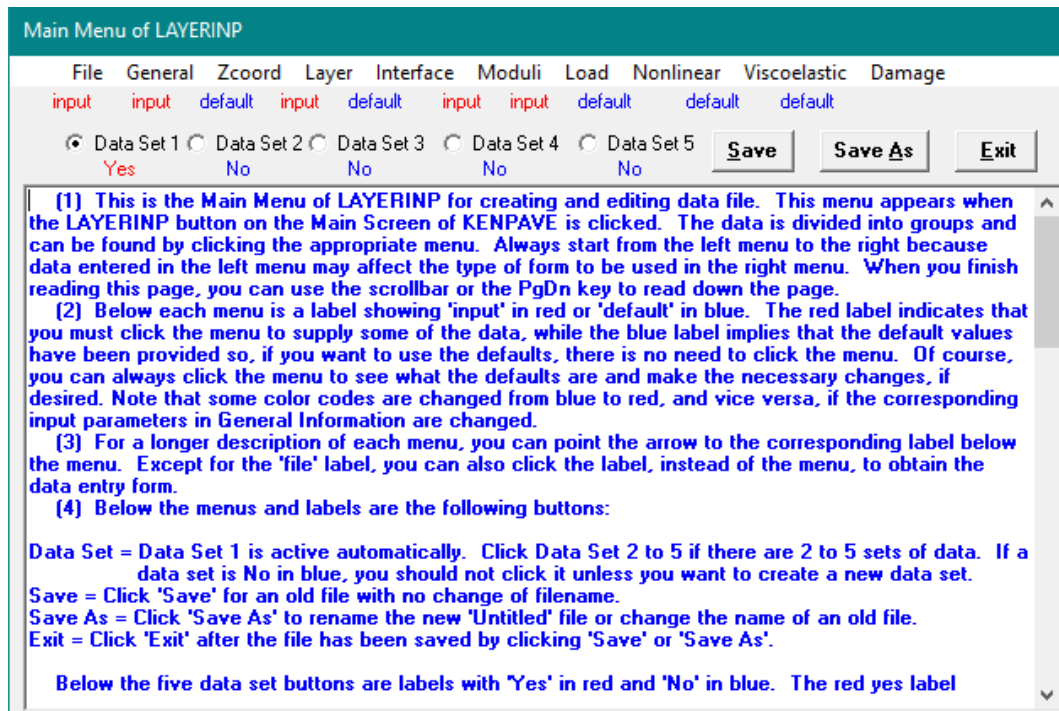 Main Menu of LAYERINP
File General Zcoord Layer Interface Moduli Load Nonlinear Viscoelastic Damage
input input default input default input input default default default
Data Set 1 Data Set 2 Data Set 3 Data Set 4 Data Set 5 Save Save As Exit
Yes No No No No
(1) This is the Main Menu of LAYERINP for creating and editing data file. This menu appears when
the LAYERINP button on the Main Screen of KENPAVE is clicked. The data is divided into groups and
can be found by clicking the appropriate menu. Always start from the left menu to the right because
data entered in the left menu may affect the type of form to be used in the right menu. When you finish
reading this page, you can use the scrollbar or the PgDn key to read down the page.
(2) Below each menu is a label showing 'input' in red or 'default' in blue. The red label indicates that
you must click the menu to supply some of the data, while the blue label implies that the default values
have been provided so, if you want to use the defaults, there is no need to click the menu. Of course,
you can always click the menu to see what the defaults are and make the necessary changes, if
desired. Note that some color codes are changed from blue to red, and vice versa, if the corresponding
input parameters in General Information are changed.
(3) For a longer description of each menu, you can point the arrow to the corresponding label below
the menu. Except for the 'file' label, you can also click the label, instead of the menu, to obtain the
data entry form.
(4) Below the menus and labels are the following buttons:
Data Set = Data Set 1 is active automatically. Click Data Set 2 to 5 if there are 2 to 5 sets of data. If a
data set is No in blue, you should not click it unless you want to create a new data set.
Save = Click 'Save' for an old file with no change of filename.
Save As = Click 'Save As' to rename the new 'Untitled' file or change the name of an old file.
Exit = Click 'Exit' after the file has been saved by clicking 'Save' or 'Save As'.
Below the five data set buttons are labels with 'Yes' in red and 'No' in blue. The red yes label